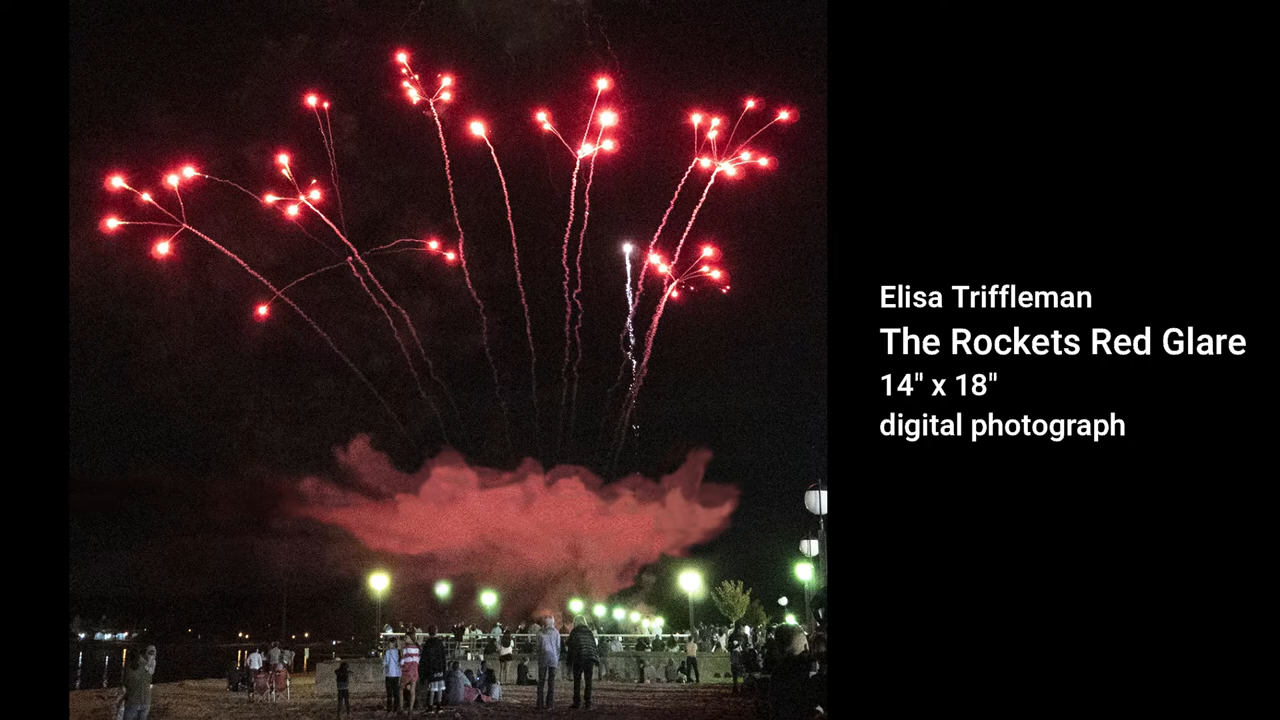 Elisa Triffleman
The Rockets Red Glare
14" x 18"
digital photograph